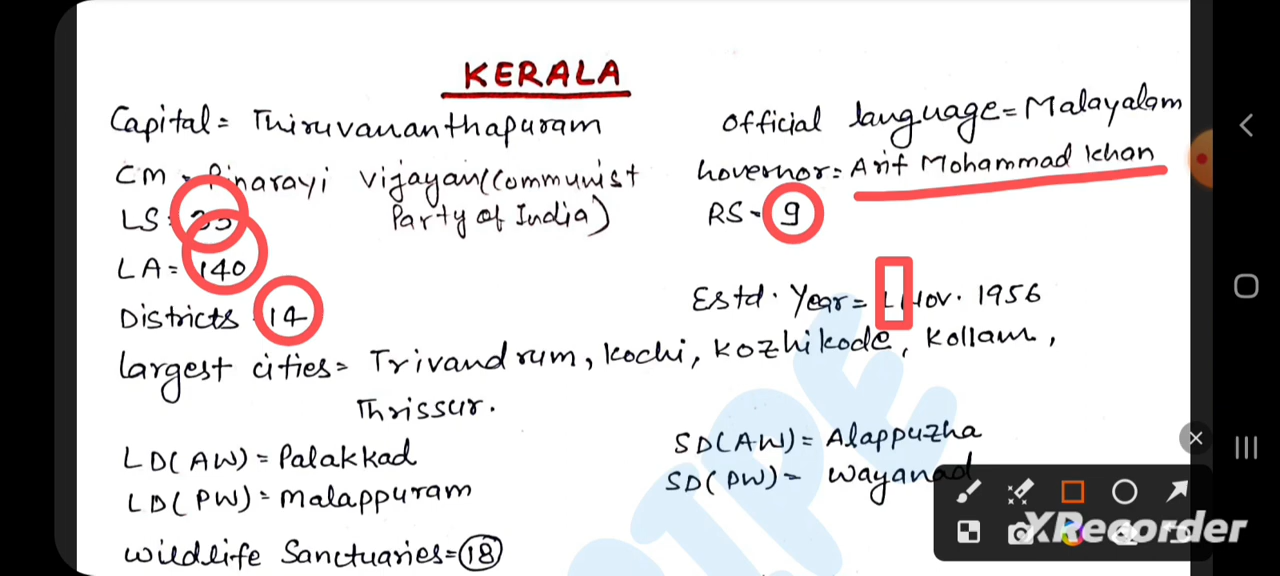 KERALA
Capital = Thiruvananthapuram
Official language = Malayalam
CM = Pinarayi Vijayan (Communist Party of India)
Governor = Arif Mohammad Khan
LS =
RS - 9
LA = 140
Estd. Year = 1 Nov. 1956
Districts = 14
largest cities = Trivandrum, Kochi, Kozhikode, Kollam,
Thrissur.
LD(AW) = Palakkad
SD(AW) = Alappuzha
LD(PW) = Malappuram
SD(PW) = Wayanad
Wildlife Sanctuaries = 18
XRecorder